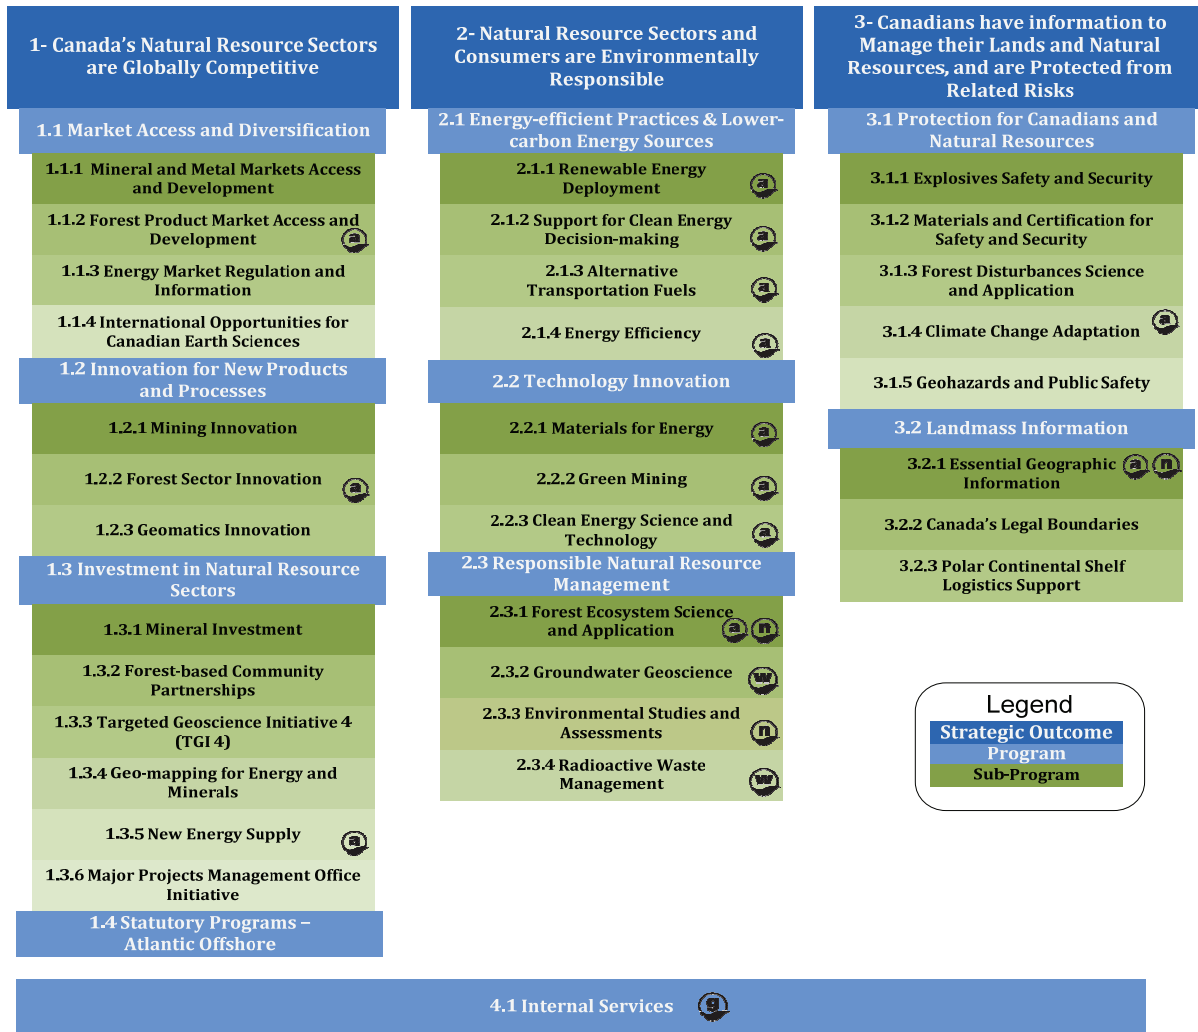 1- Canada’s Natural Resource Sectors
are Globally Competitive
1.1 Market Access and Diversification
1.1.1 Mineral and Metal Markets Access
and Development
1.1.2 Forest Product Market Access and
Development a
1.1.3 Energy Market Regulation and
Information
1.1.4 International Opportunities for
Canadian Earth Sciences
1.2 Innovation for New Products
and Processes
1.2.1 Mining Innovation
1.2.2 Forest Sector Innovation a
1.2.3 Geomatics Innovation
1.3 Investment in Natural Resource
Sectors
1.3.1 Mineral Investment
1.3.2 Forest-based Community
Partnerships
1.3.3 Targeted Geoscience Initiative 4
(TGI 4)
1.3.4 Geo-mapping for Energy and
Minerals
1.3.5 New Energy Supply a
1.3.6 Major Projects Management Office
Initiative
1.4 Statutory Programs –
Atlantic Offshore
2- Natural Resource Sectors and
Consumers are Environmentally
Responsible
2.1 Energy-efficient Practices & Lower-
carbon Energy Sources
2.1.1 Renewable Energy
Deployment a
2.1.2 Support for Clean Energy
Decision-making a
2.1.3 Alternative
Transportation Fuels a
2.1.4 Energy Efficiency a
2.2 Technology Innovation
2.2.1 Materials for Energy a
2.2.2 Green Mining a
2.2.3 Clean Energy Science and
Technology a
2.3 Responsible Natural Resource
Management
2.3.1 Forest Ecosystem Science
and Application a n
2.3.2 Groundwater Geoscience w
2.3.3 Environmental Studies and
Assessments n
2.3.4 Radioactive Waste
Management w
3- Canadians have information to
Manage their Lands and Natural
Resources, and are Protected from
Related Risks
3.1 Protection for Canadians and
Natural Resources
3.1.1 Explosives Safety and Security
3.1.2 Materials and Certification for
Safety and Security
3.1.3 Forest Disturbances Science
and Application
3.1.4 Climate Change Adaptation a
3.1.5 Geohazards and Public Safety
3.2 Landmass Information
3.2.1 Essential Geographic a n
Information
3.2.2 Canada’s Legal Boundaries
3.2.3 Polar Continental Shelf
Logistics Support
Legend
Strategic Outcome
Program
Sub-Program
4.1 Internal Services g